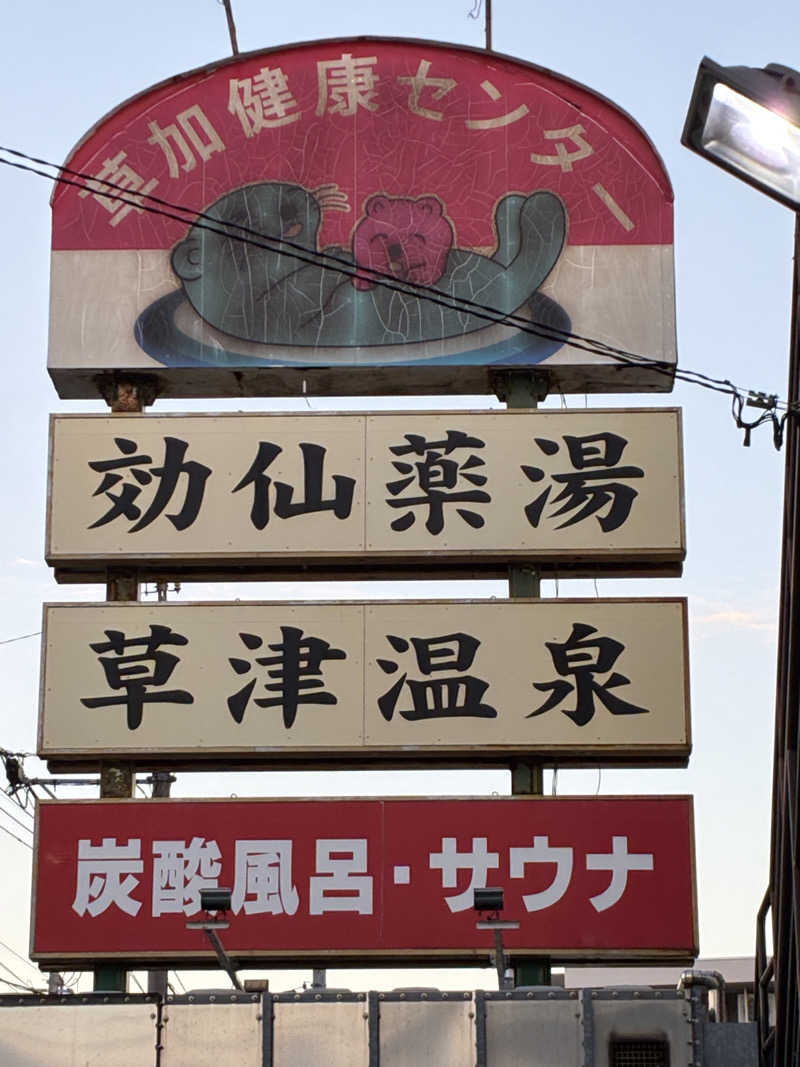 草加健康センター
効仙薬湯
草津温泉
炭酸風呂・サウナ